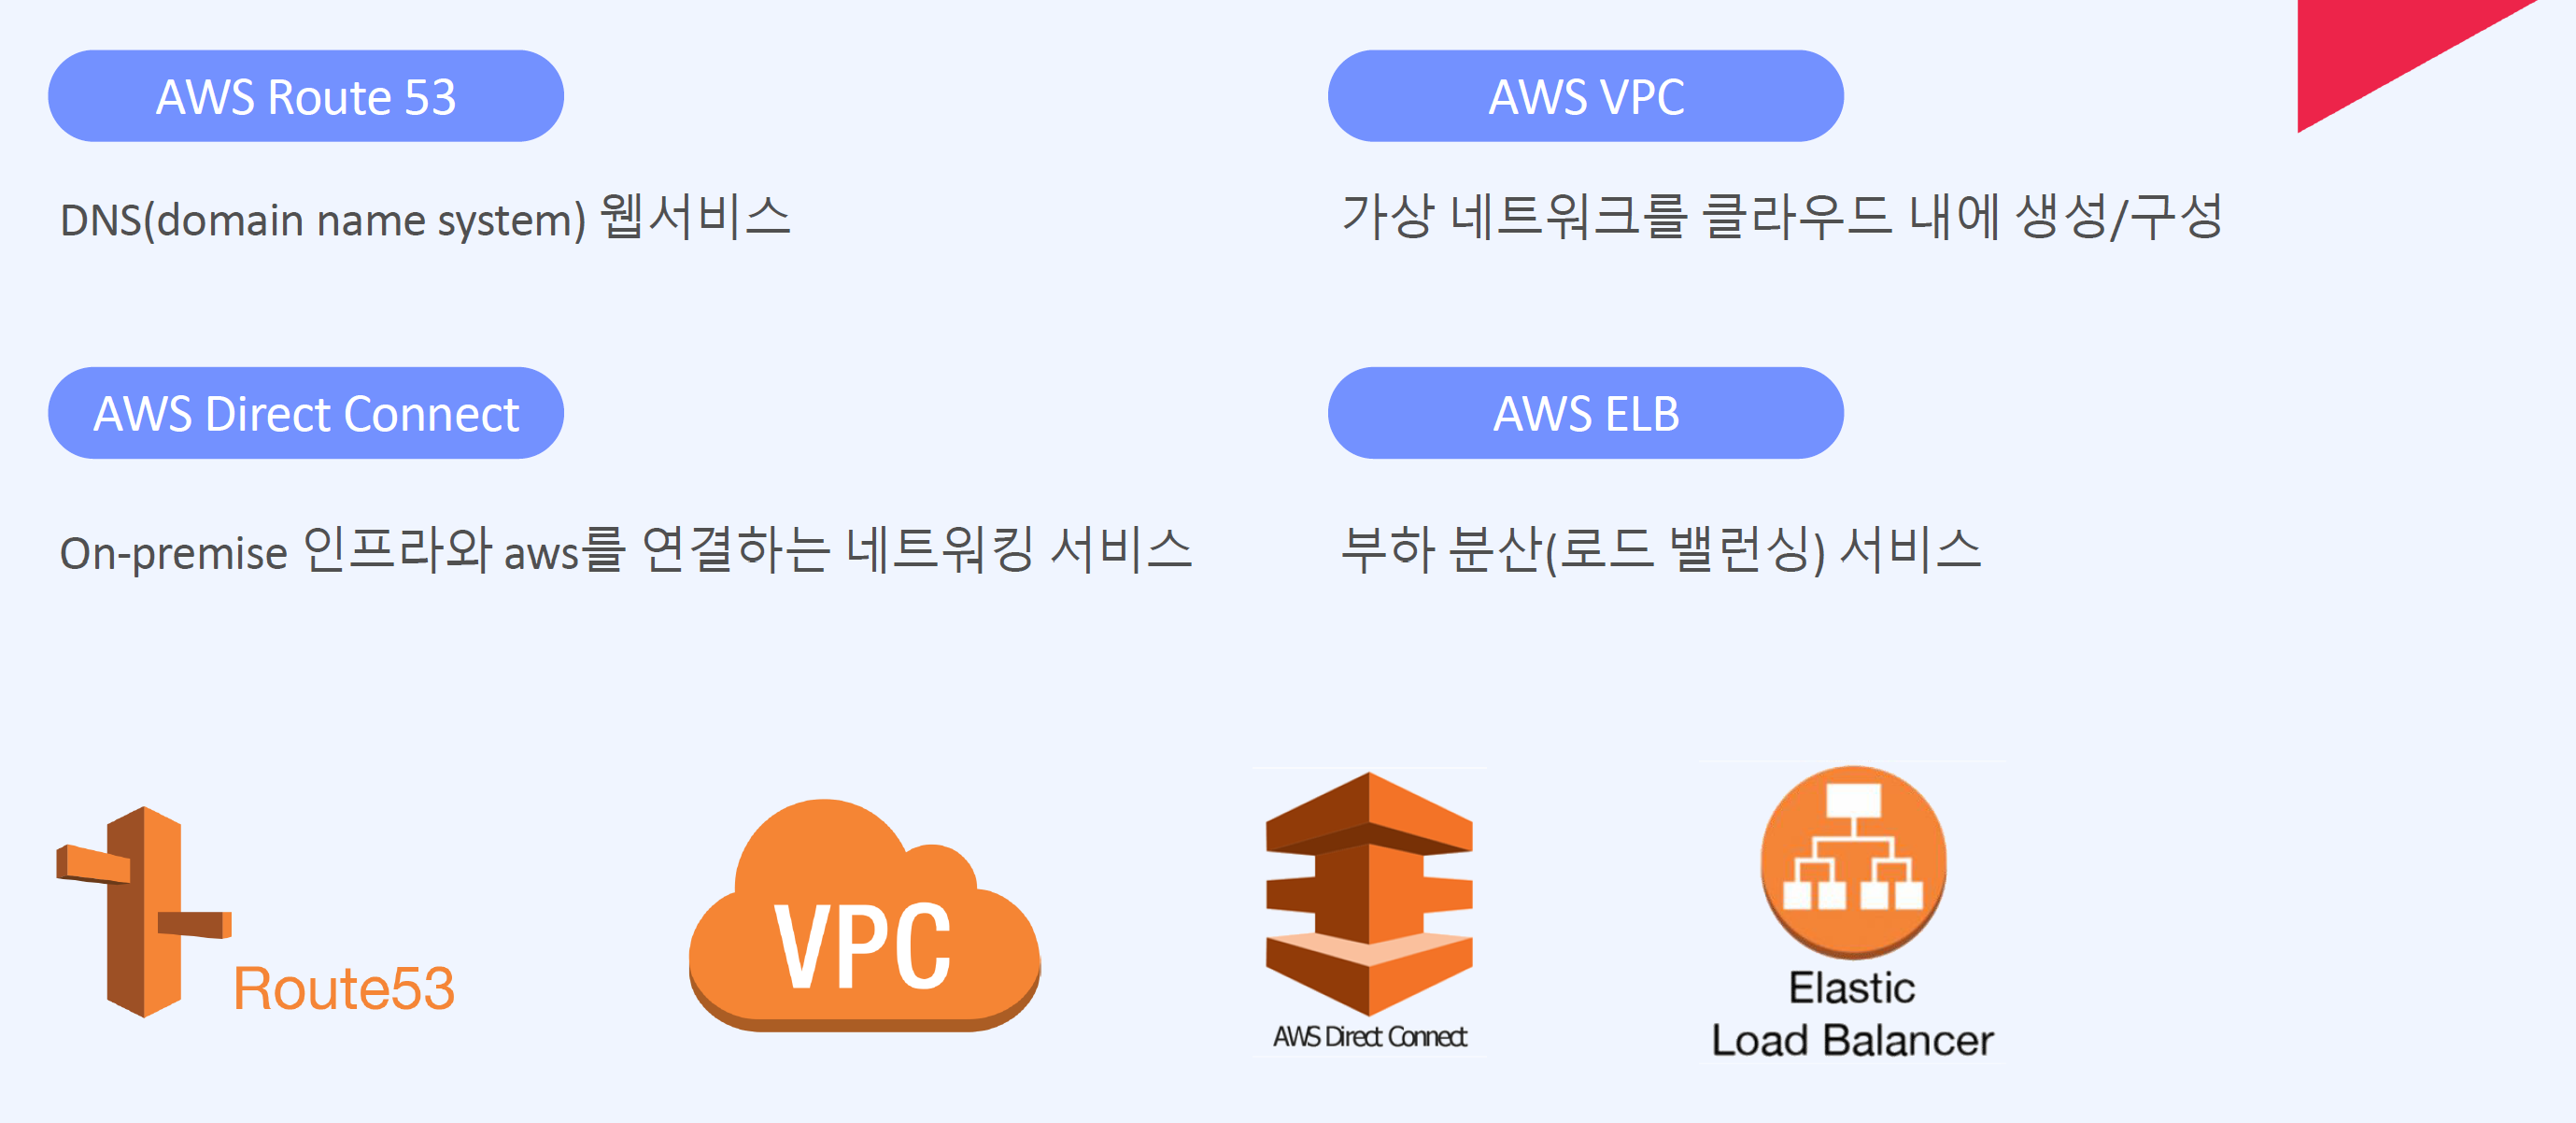 AWS Route 53
AWS VPC
DNS(domain name system) 웹서비스
가상 네트워크를 클라우드 내에 생성/구성
AWS Direct Connect
AWS ELB
On-premise 인프라와 aws를 연결하는 네트워킹 서비스
부하 분산(로드 밸런싱) 서비스
Route53
VPC
AWS Direct Connect
Elastic
Load Balancer